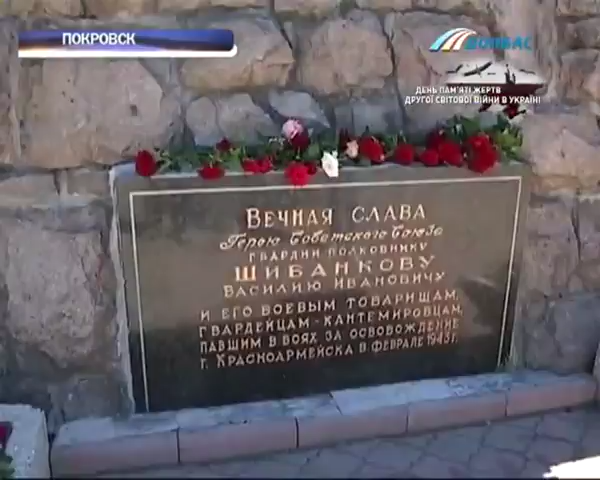 ПОКРОВСК
ДОНБАС
ДЕНЬ ПАМ'ЯТІ ЖЕРТВ
ДРУГОЇ СВІТОВОЇ ВІЙНИ В УКРАЇНІ
ВЕЧНАЯ СЛАВА
Герою Советского Союза
ГВАРДИИ ПОЛКОВНИКУ
ШИБАНКОВУ
ВАСИЛИЮ ИВАНОВИЧУ
И ЕГО БОЕВЫМ ТОВАРИЩАМ,
ГВАРДЕЙЦАМ-КАНТЕМИРОВЦАМ,
ПАВШИМ В БОЯХ ЗА ОСВОБОЖДЕНИЕ
Г. КРАСНОАРМЕЙСКА В ФЕВРАЛЕ 1943 Г.